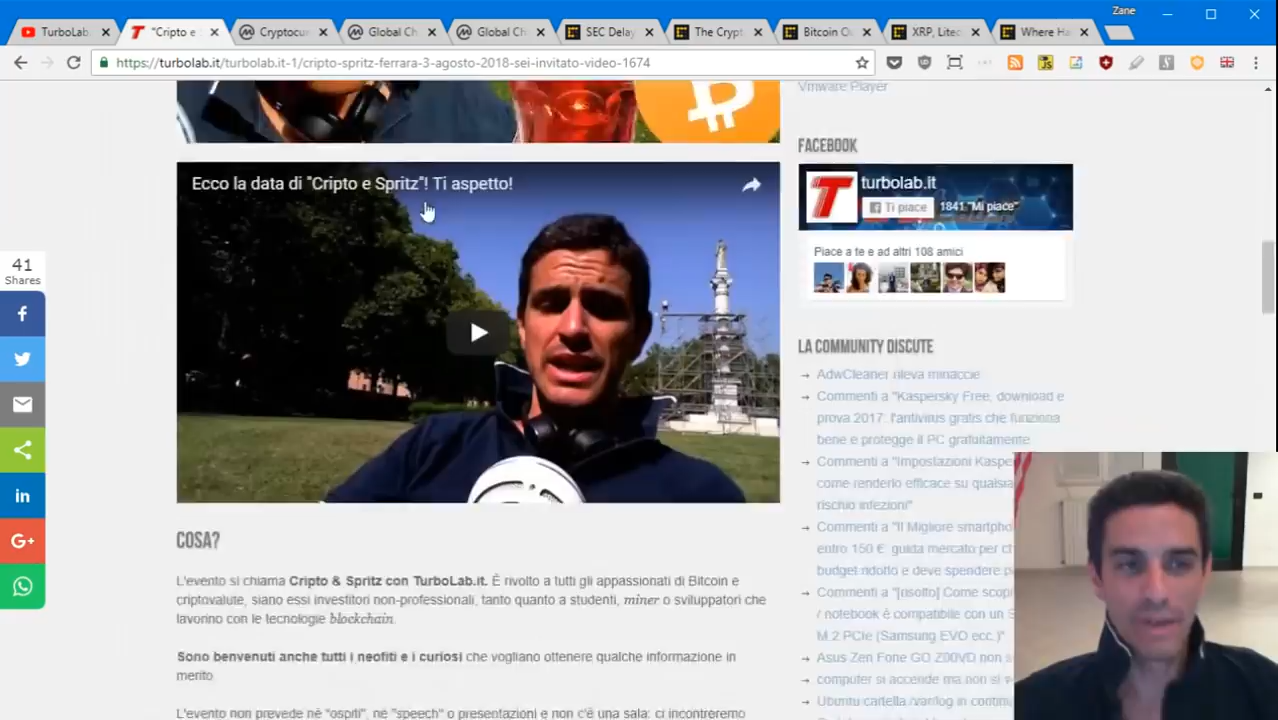 Zane
TurboLab.
"Cripto e
Cryptocur
Global Ch
Global Ch
SEC Delay
The Crypt
Bitcoin O
XRP, Litec
Where Ha
https://turbolab.it/turbolab.it-1/cripto-spritz-ferrara-3-agosto-2018-sei-invitato-video-1674
Vmware Player
FACEBOOK
turbolab.it
Ti piace
1841 "Mi piace"
Piace a te e ad altri 108 amici
Ecco la data di "Cripto e Spritz"! Ti aspetto!
41
Shares
LA COMMUNITY DISCUTE
AdwCleaner rileva minaccie
Commenti a "Kaspersky Free, download e
prova 2017: l'antivirus gratis che funziona
bene e protegge il PC gratuitamente
Commenti a "Impostazioni Kaspe
come renderlo efficace su qualsia
rischio infezioni"
Commenti a "Il Migliore smartpho
entro 150 €: guida mercato per ch
budget ridotto e deve spendere p
Commenti a "[risolto] Come scopi
/ notebook è compatibile con un S
M.2 PCIe (Samsung EVO ecc.)"
Asus Zen Fone GO Z00VD non s
computer si accende ma non si v
Ubuntu cartella /var/log in contin
COSA?
L'evento si chiama Cripto & Spritz con TurboLab.it. È rivolto a tutti gli appassionati di Bitcoin e
criptovalute, siano essi investitori non-professionali, tanto quanto a studenti, miner o sviluppatori che
lavorino con le tecnologie blockchain.
Sono benvenuti anche tutti i neofiti e i curiosi che vogliano ottenere qualche informazione in
merito
L'evento non prevede né "ospiti", né "speech" o presentazioni e non c'è una sala: ci incontreremo